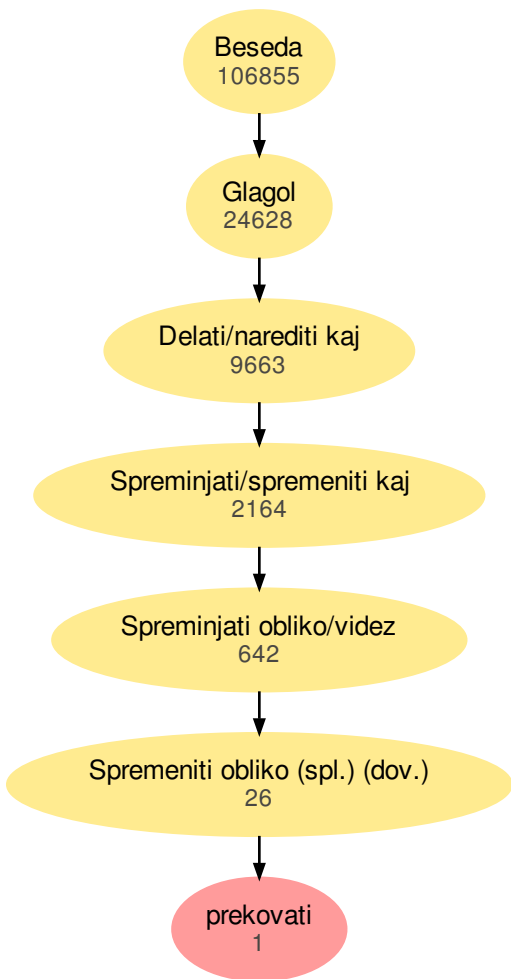 Beseda
106855
Glagol
24628
Delati/narediti kaj
9663
Spreminjati/spremeniti kaj
2164
Spreminjati obliko/videz
642
Spremeniti obliko (spl.) (dov.)
26
prekovati
1